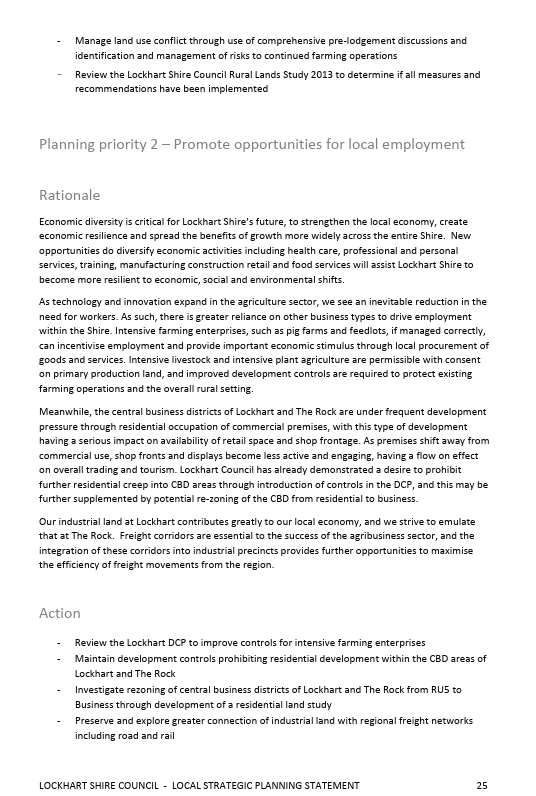 - Manage land use conflict through use of comprehensive pre-lodgement discussions and
identification and management of risks to continued farming operations
- Review the Lockhart Shire Council Rural Lands Study 2013 to determine if all measures and
recommendations have been implemented
Planning priority 2 – Promote opportunities for local employment
Rationale
Economic diversity is critical for Lockhart Shire's future, to strengthen the local economy, create
economic resilience and spread the benefits of growth more widely across the entire Shire. New
opportunities do diversify economic activities including health care, professional and personal
services, training, manufacturing construction retail and food services will assist Lockhart Shire to
become more resilient to economic, social and environmental shifts.
As technology and innovation expand in the agriculture sector, we see an inevitable reduction in the
need for workers. As such, there is greater reliance on other business types to drive employment
within the Shire. Intensive farming enterprises, such as pig farms and feedlots, if managed correctly,
can incentivise employment and provide important economic stimulus through local procurement of
goods and services. Intensive livestock and intensive plant agriculture are permissible with consent
on primary production land, and improved development controls are required to protect existing
farming operations and the overall rural setting.
Meanwhile, the central business districts of Lockhart and The Rock are under frequent development
pressure through residential occupation of commercial premises, with this type of development
having a serious impact on availability of retail space and shop frontage. As premises shift away from
commercial use, shop fronts and displays become less active and engaging, having a flow on effect
on overall trading and tourism. Lockhart Council has already demonstrated a desire to prohibit
further residential creep into CBD areas through introduction of controls in the DCP, and this may be
further supplemented by potential re-zoning of the CBD from residential to business.
Our industrial land at Lockhart contributes greatly to our local economy, and we strive to emulate
that at The Rock. Freight corridors are essential to the success of the agribusiness sector, and the
integration of these corridors into industrial precincts provides further opportunities to maximise
the efficiency of freight movements from the region.
Action
- Review the Lockhart DCP to improve controls for intensive farming enterprises
- Maintain development controls prohibiting residential development within the CBD areas of
Lockhart and The Rock
- Investigate rezoning of central business districts of Lockhart and The Rock from RU5 to
Business through development of a residential land study
- Preserve and explore greater connection of industrial land with regional freight networks
including road and rail
LOCKHART SHIRE COUNCIL - LOCAL STRATEGIC PLANNING STATEMENT 25